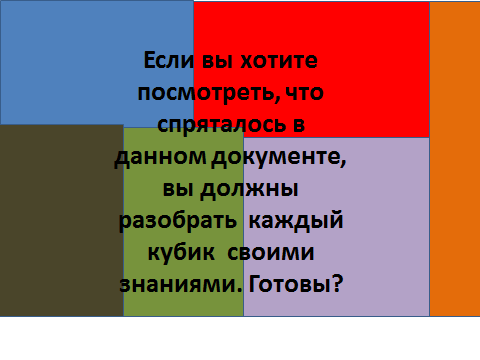 Если вы хотите
посмотреть, что
спряталось в
данном документе,
вы должны
разобрать каждый
кубик своими
знаниями. Готовы?